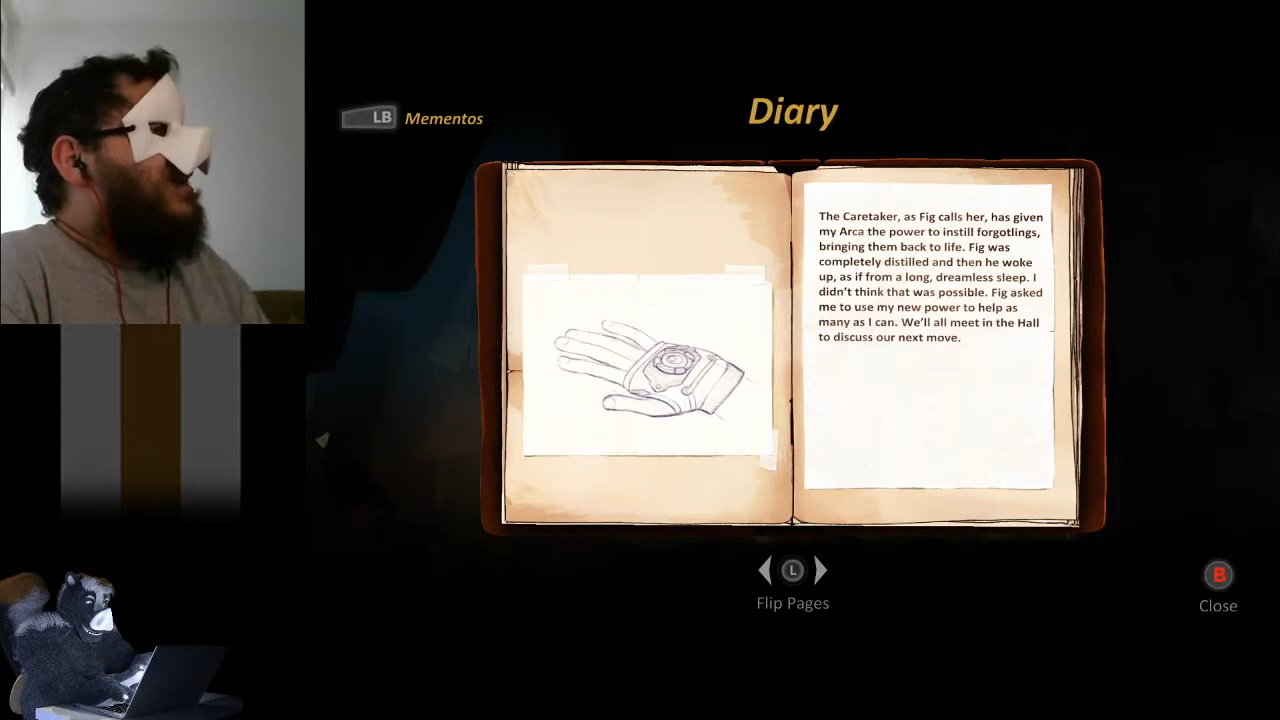 LB Mementos
Diary
The Caretaker, as Fig calls her, has given
my Arca the power to instill forgotlings,
bringing them back to life. Fig was
completely distilled and then he woke
up, as if from a long, dreamless sleep. I
didn't think that was possible. Fig asked
me to use my new power to help as
many as I can. We'll all meet in the Hall
to discuss our next move.
L
Flip Pages
B
Close